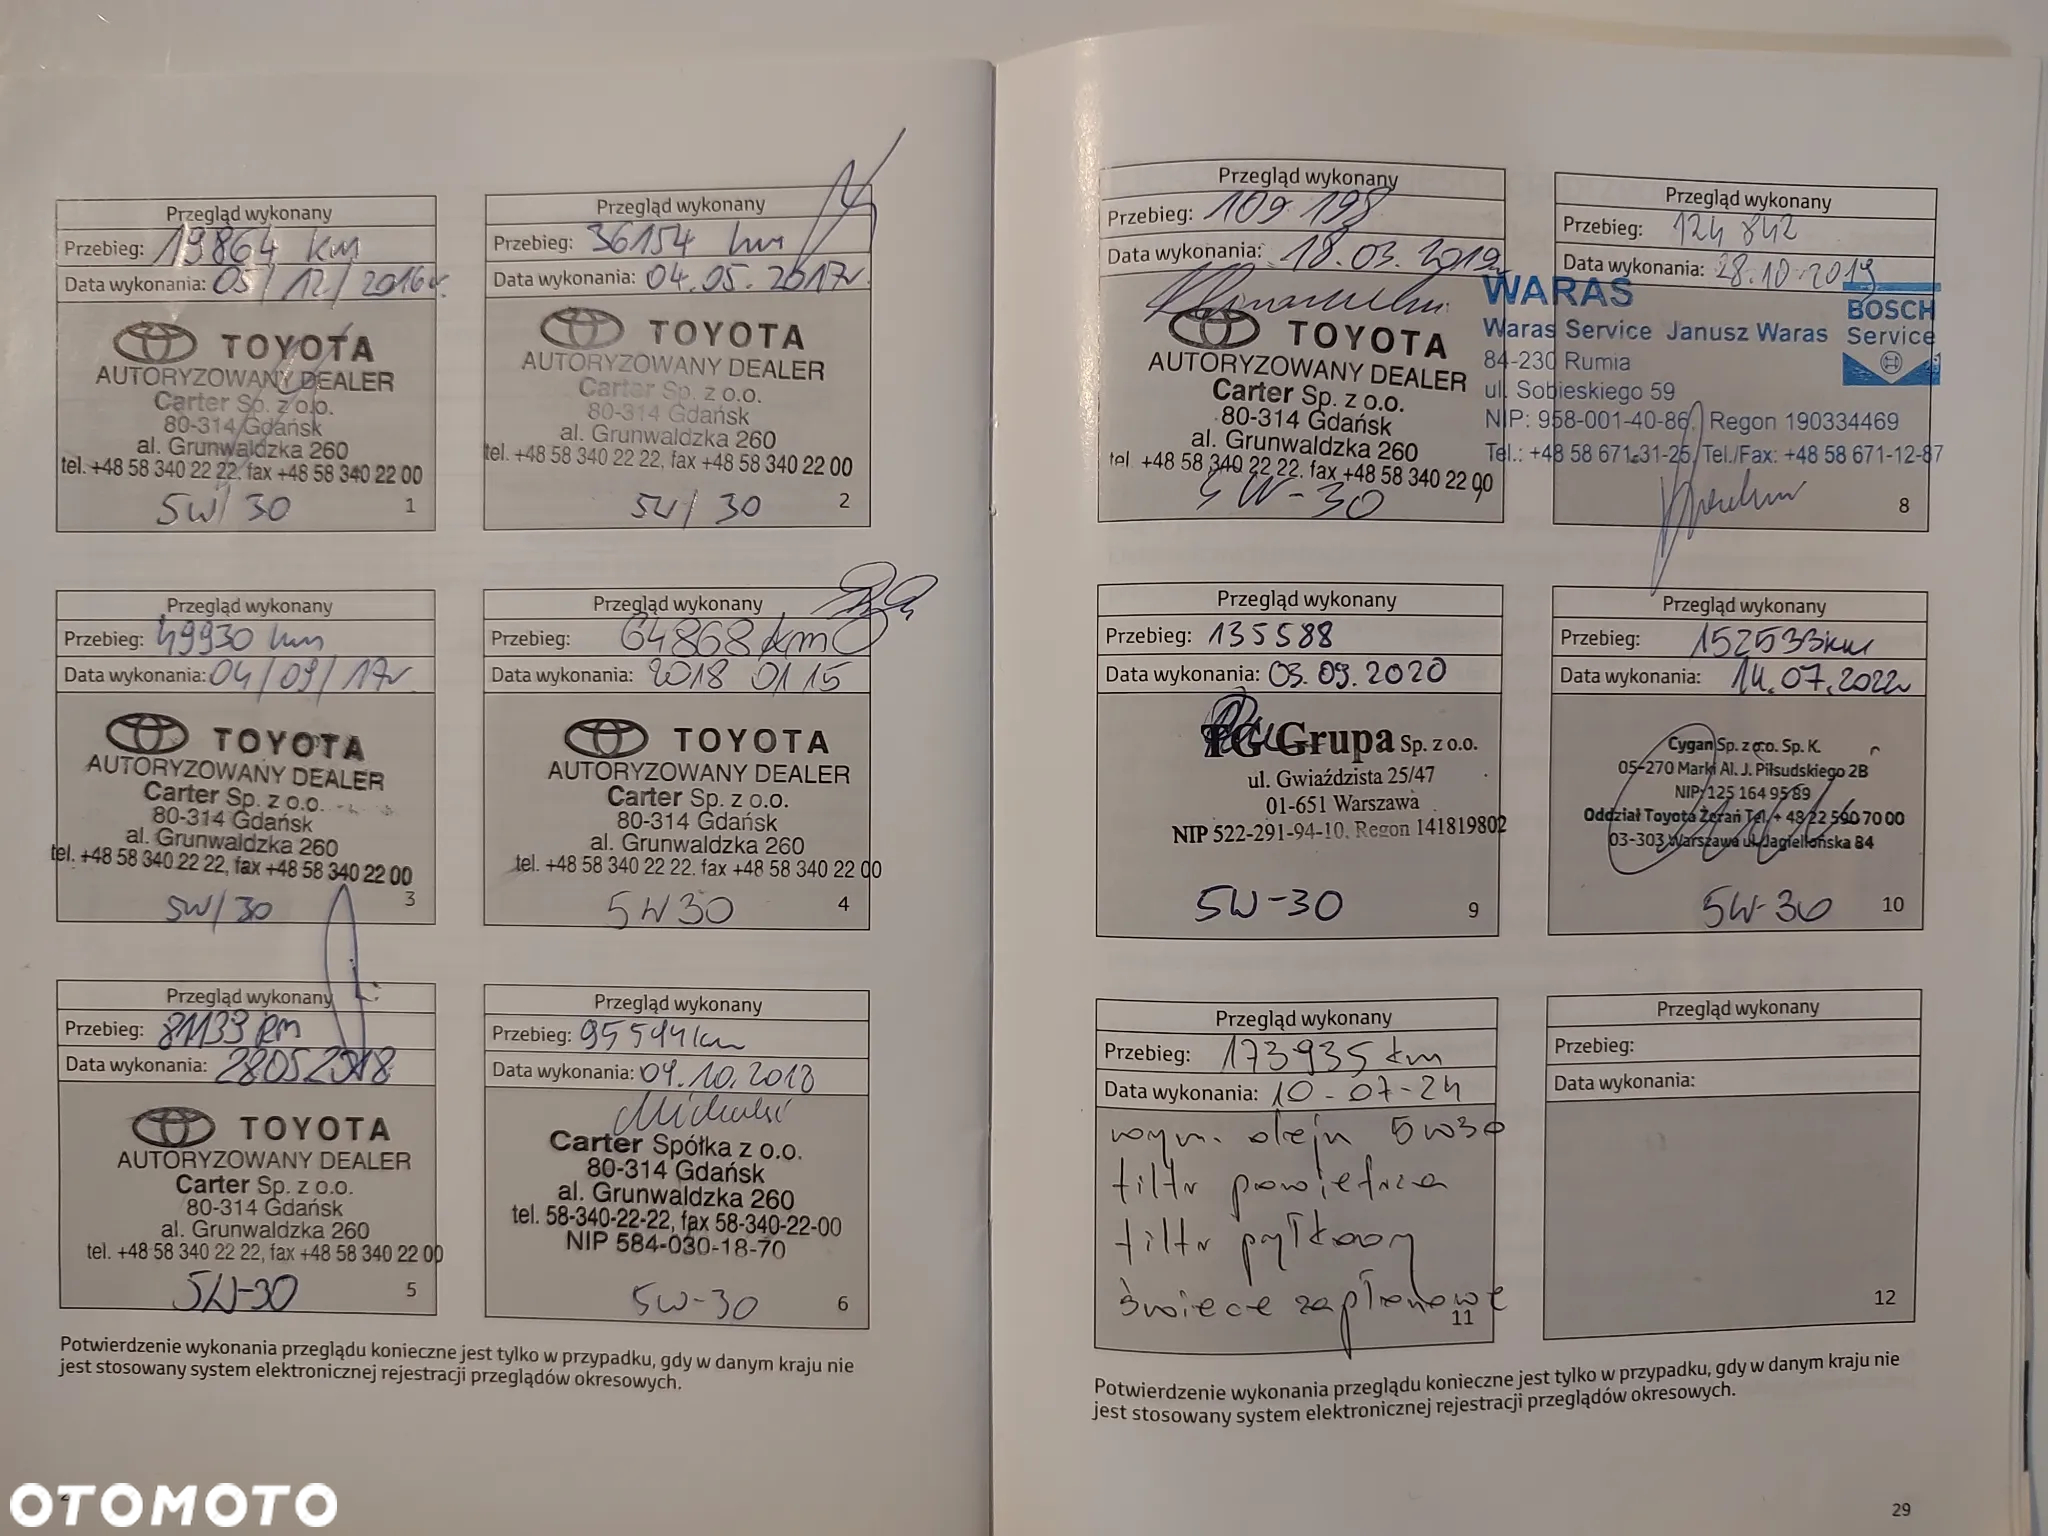 Przegląd wykonany
Przebieg: 19864 km
Data wykonania: 05/12/2016r.
TOYOTA
AUTORYZOWANY DEALER
Carter Sp. z o.o.
80-314 Gdańsk
al. Grunwaldzka 260
tel. +48 58 340 22 22, fax +48 58 340 22 00
5W/30
1
Przegląd wykonany
Przebieg: 36154 km
Data wykonania: 04.05.2017r.
TOYOTA
AUTORYZOWANY DEALER
Carter Sp. z o.o.
80-314 Gdańsk
al. Grunwaldzka 260
tel. +48 58 340 22 22, fax +48 58 340 22 00
5W/30
2
Przegląd wykonany
Przebieg: 49930 km
Data wykonania: 04/09/17r.
TOYOTA
AUTORYZOWANY DEALER
Carter Sp. z o.o.
80-314 Gdańsk
al. Grunwaldzka 260
tel. +48 58 340 22 22, fax +48 58 340 22 00
5W/30
3
Przegląd wykonany
Przebieg: 64868 km
Data wykonania: 2018 01 15
TOYOTA
AUTORYZOWANY DEALER
Carter Sp. z o.o.
80-314 Gdańsk
al. Grunwaldzka 260
tel. +48 58 340 22 22, fax +48 58 340 22 00
5W30
4
Przegląd wykonany
Przebieg: 81133 km
Data wykonania: 28052018
TOYOTA
AUTORYZOWANY DEALER
Carter Sp. z o.o.
80-314 Gdańsk
al. Grunwaldzka 260
tel. +48 58 340 22 22, fax +48 58 340 22 00
5W-30
5
Przegląd wykonany
Przebieg: 95544 km
Data wykonania: 04.10.2018
Carter Spółka z o.o.
80-314 Gdańsk
al. Grunwaldzka 260
tel. 58-340-22-22, fax 58-340-22-00
NIP 584-030-18-70
5W-30
6
Potwierdzenie wykonania przeglądu konieczne jest tylko w przypadku, gdy w danym kraju nie
jest stosowany system elektronicznej rejestracji przeglądów okresowych.
Przegląd wykonany
Przebieg: 109 198
Data wykonania: 18.03.2019r.
TOYOTA
AUTORYZOWANY DEALER
Carter Sp. z o.o.
80-314 Gdańsk
al. Grunwaldzka 260
tel. +48 58 340 22 22, fax +48 58 340 22 00
5W-30
Przegląd wykonany
Przebieg: 124 842
Data wykonania: 28.10.2019
WARAS
Waras Service Janusz Waras
84-230 Rumia
ul. Sobieskiego 59
NIP: 958-001-40-86, Regon 190334469
Tel.: +48 58 671-31-25, Tel./Fax: +48 58 671-12-87
BOSCH
Service
8
Przegląd wykonany
Przebieg: 135588
Data wykonania: 03.09.2020
TG Grupa Sp. z o.o.
ul. Gwiaździsta 25/47
01-651 Warszawa
NIP 522-291-94-10, Regon 141819802
5W-30
9
Przegląd wykonany
Przebieg: 152533km
Data wykonania: 14.07.2022r
Cygan Sp. z o.o. Sp. K.
05-270 Marki Al. J. Piłsudskiego 2B
NIP: 125 164 95 89
Oddział Toyota Żerań Tel. + 48 22 590 70 00
03-303 Warszawa ul. Jagiellońska 84
5W-30
10
Przegląd wykonany
Przebieg: 173935 km
Data wykonania: 10-07-24
wym. oleju 5W30
filtr powietrza
filtr pyłkowy
świece zapłonowe
11
Przegląd wykonany
Przebieg:
Data wykonania:
12
Potwierdzenie wykonania przeglądu konieczne jest tylko w przypadku, gdy w danym kraju nie
jest stosowany system elektronicznej rejestracji przeglądów okresowych.
29
OTOMOTO